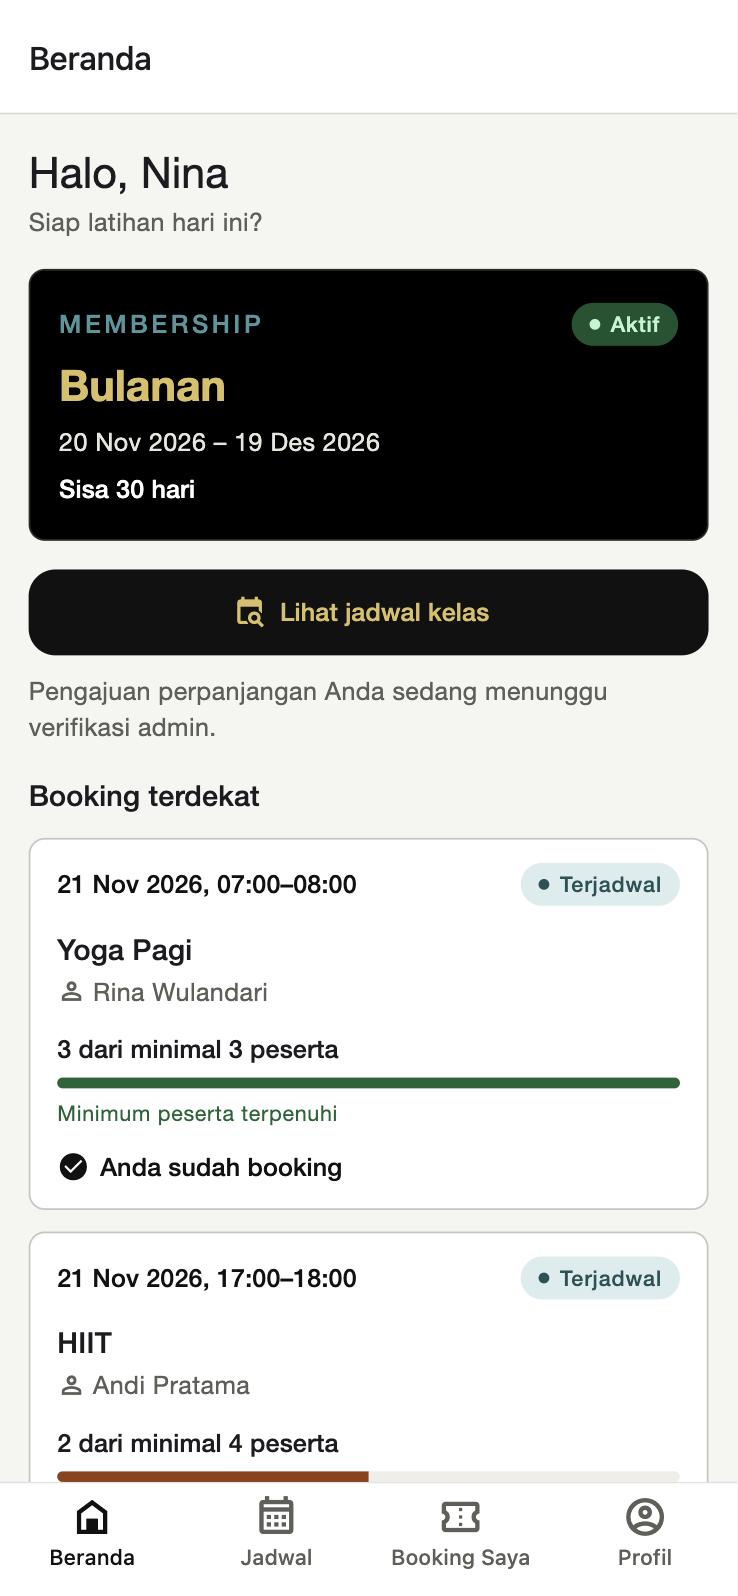 Beranda
Halo, Nina
Siap latihan hari ini?
MEMBERSHIP
Aktif
Bulanan
20 Nov 2026 – 19 Des 2026
Sisa 30 hari
Lihat jadwal kelas
Pengajuan perpanjangan Anda sedang menunggu
verifikasi admin.
Booking terdekat
21 Nov 2026, 07:00–08:00
Terjadwal
Yoga Pagi
Rina Wulandari
3 dari minimal 3 peserta
Minimum peserta terpenuhi
Anda sudah booking
21 Nov 2026, 17:00–18:00
Terjadwal
HIIT
Andi Pratama
2 dari minimal 4 peserta
Beranda
Jadwal
Booking Saya
Profil